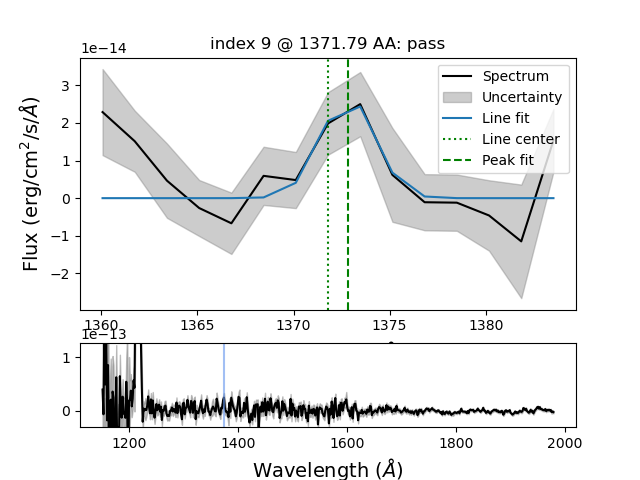 index 9 @ 1371.79 AA: pass
1e−14
3
2
1
0
−1
−2
Flux (erg/cm²/s/Å)
Spectrum
Uncertainty
Line fit
Line center
Peak fit
1360 1365 1370 1375 1380
1e−13
1
0
1200 1400 1600 1800 2000
Wavelength (Å)